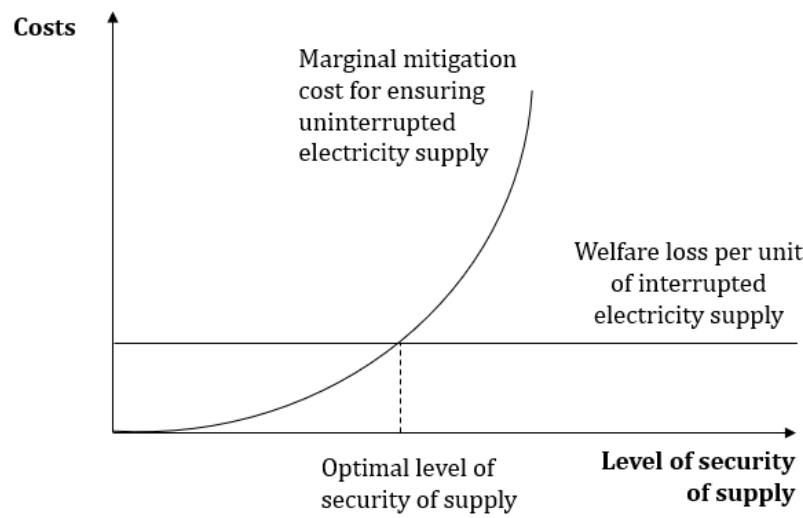 Costs
Marginal mitigation
cost for ensuring
uninterrupted
electricity supply
Welfare loss per unit
of interrupted
electricity supply
Optimal level of
security of supply
Level of security
of supply